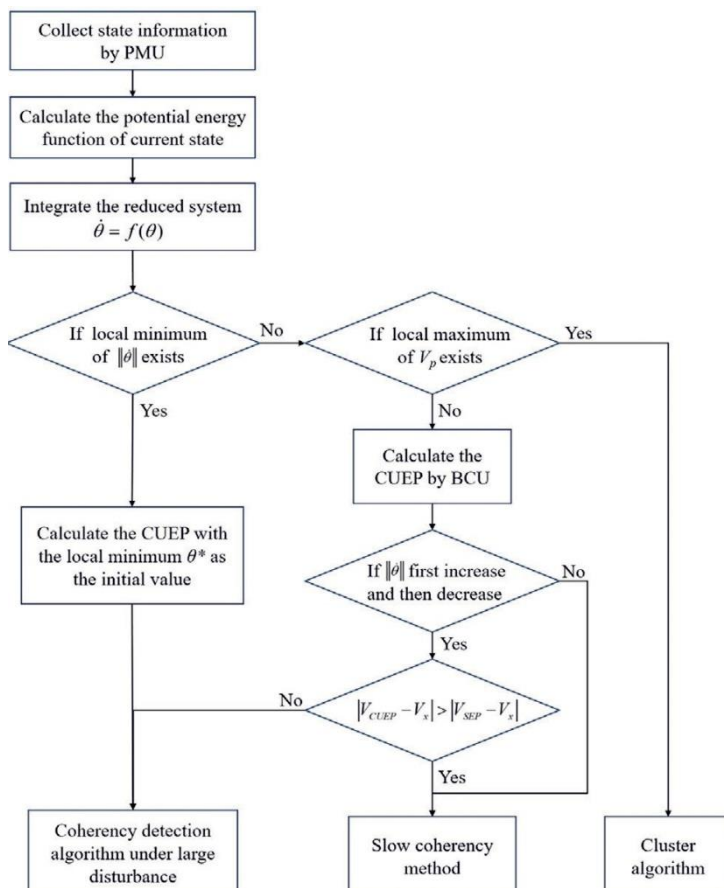 Collect state information
by PMU
Calculate the potential energy
function of current state
Integrate the reduced system
θ̇ = f(θ)
If local minimum
of ‖θ̇‖ exists
No
If local maximum
of Vₚ exists
Yes
Yes
No
Calculate the
CUEP by BCU
Calculate the CUEP with
the local minimum θ* as
the initial value
If ‖θ̇‖ first increase
and then decrease
No
Yes
No
|V_CUEP − Vₓ| > |V_SEP − Vₓ|
Yes
Coherency detection
algorithm under large
disturbance
Slow coherency
method
Cluster
algorithm